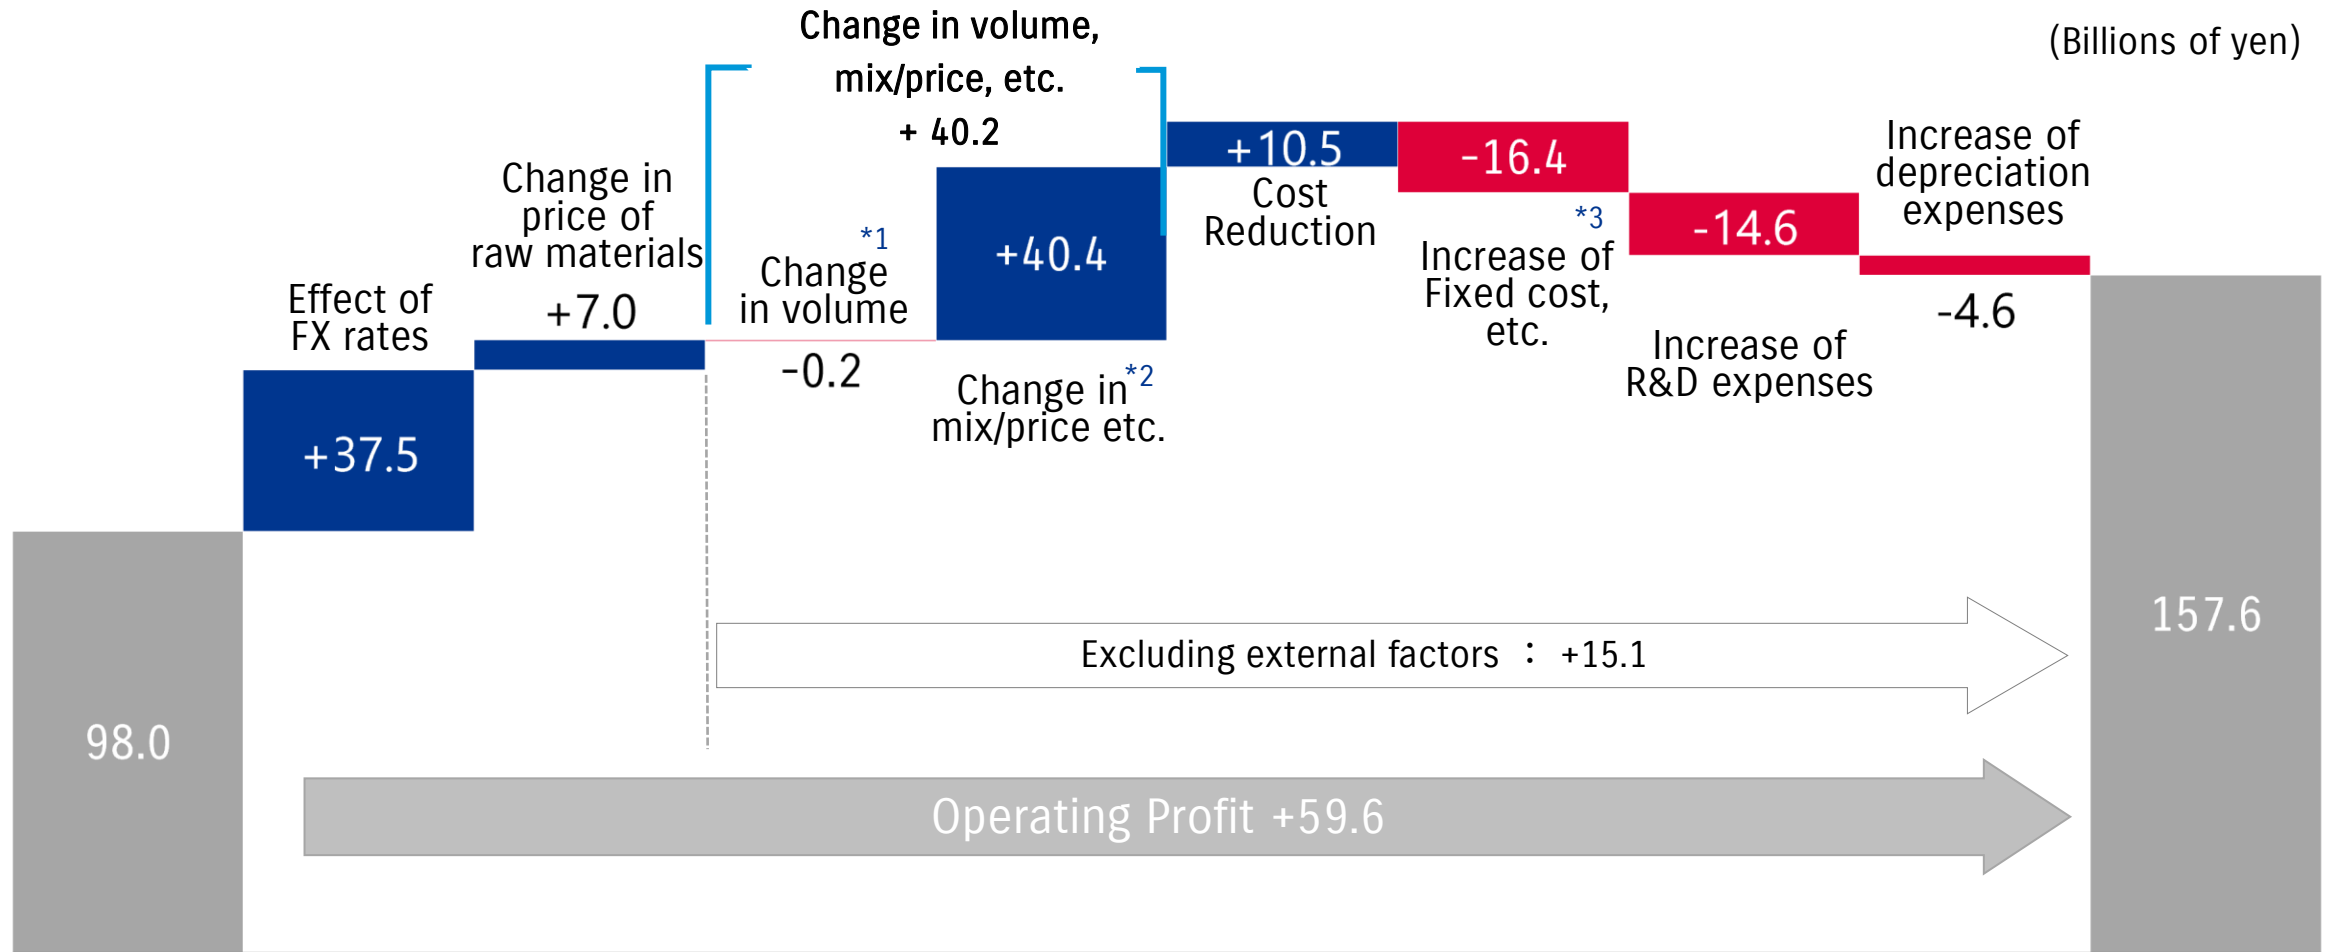 Change in volume,
mix/price, etc.
+ 40.2
(Billions of yen)
98.0
Effect of
FX rates
+37.5
Change in
price of
raw materials
+7.0
*1
Change
in volume
-0.2
+40.4
Change in*2
mix/price etc.
+10.5
Cost
Reduction
-16.4
*3
Increase of
Fixed cost,
etc.
-14.6
Increase of
R&D expenses
Increase of
depreciation
expenses
-4.6
157.6
Excluding external factors ： +15.1
Operating Profit +59.6